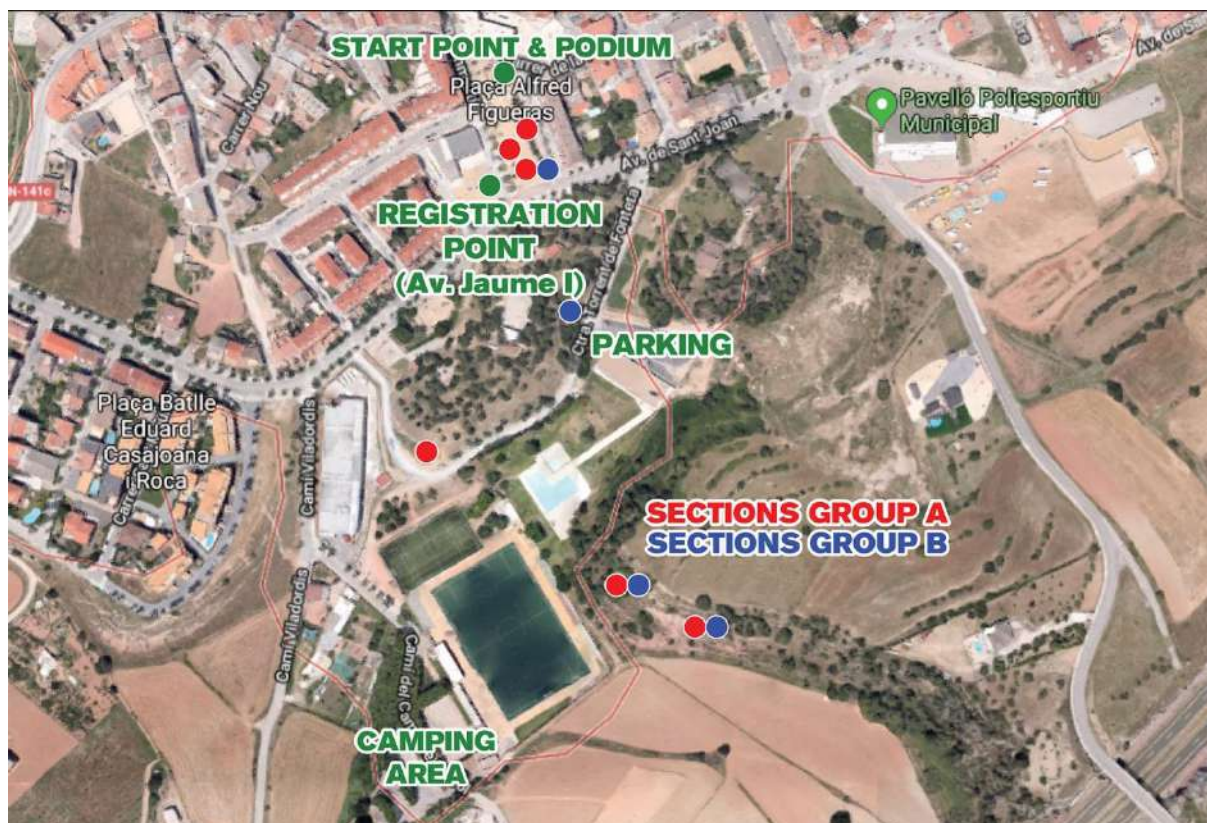 START POINT & PODIUM
Plaça Alfred
Figueras
Carrer Nou
Av. de Sant Joan
Pavelló Poliesportiu
Municipal
N-141c
REGISTRATION
POINT
(Av. Jaume I)
Ctra Torrent de Fontera
PARKING
Plaça Batlle
Eduard
Casajoana
i Roca
Camí Viladordis
SECTIONS GROUP A
SECTIONS GROUP B
Camí Viladordis
Camí del
CAMPING
AREA